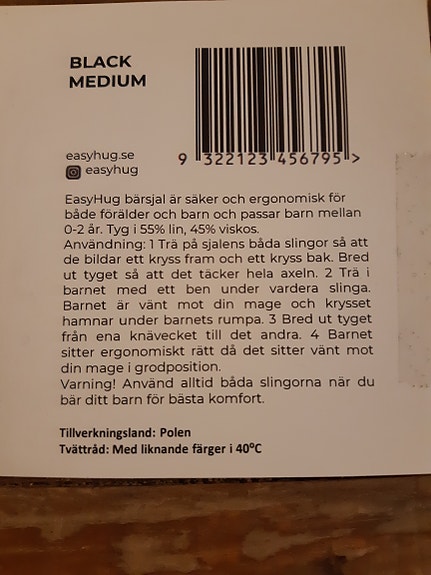 BLACK
MEDIUM
easyhug.se
easyhug
9 322123 456795 >
EasyHug bärsjal är säker och ergonomisk för
både förälder och barn och passar barn mellan
0-2 år. Tyg i 55% lin, 45% viskos.
Användning: 1 Trä på sjalens båda slingor så att
de bildar ett kryss fram och ett kryss bak. Bred
ut tyget så att det täcker hela axeln. 2 Trä i
barnet med ett ben under vardera slinga.
Barnet är vänt mot din mage och krysset
hamnar under barnets rumpa. 3 Bred ut tyget
från ena knävecket till det andra. 4 Barnet
sitter ergonomiskt rätt då det sitter vänt mot
din mage i grodposition.
Varning! Använd alltid båda slingorna när du
bär ditt barn för bästa komfort.
Tillverkningsland: Polen
Tvättråd: Med liknande färger i 40°C